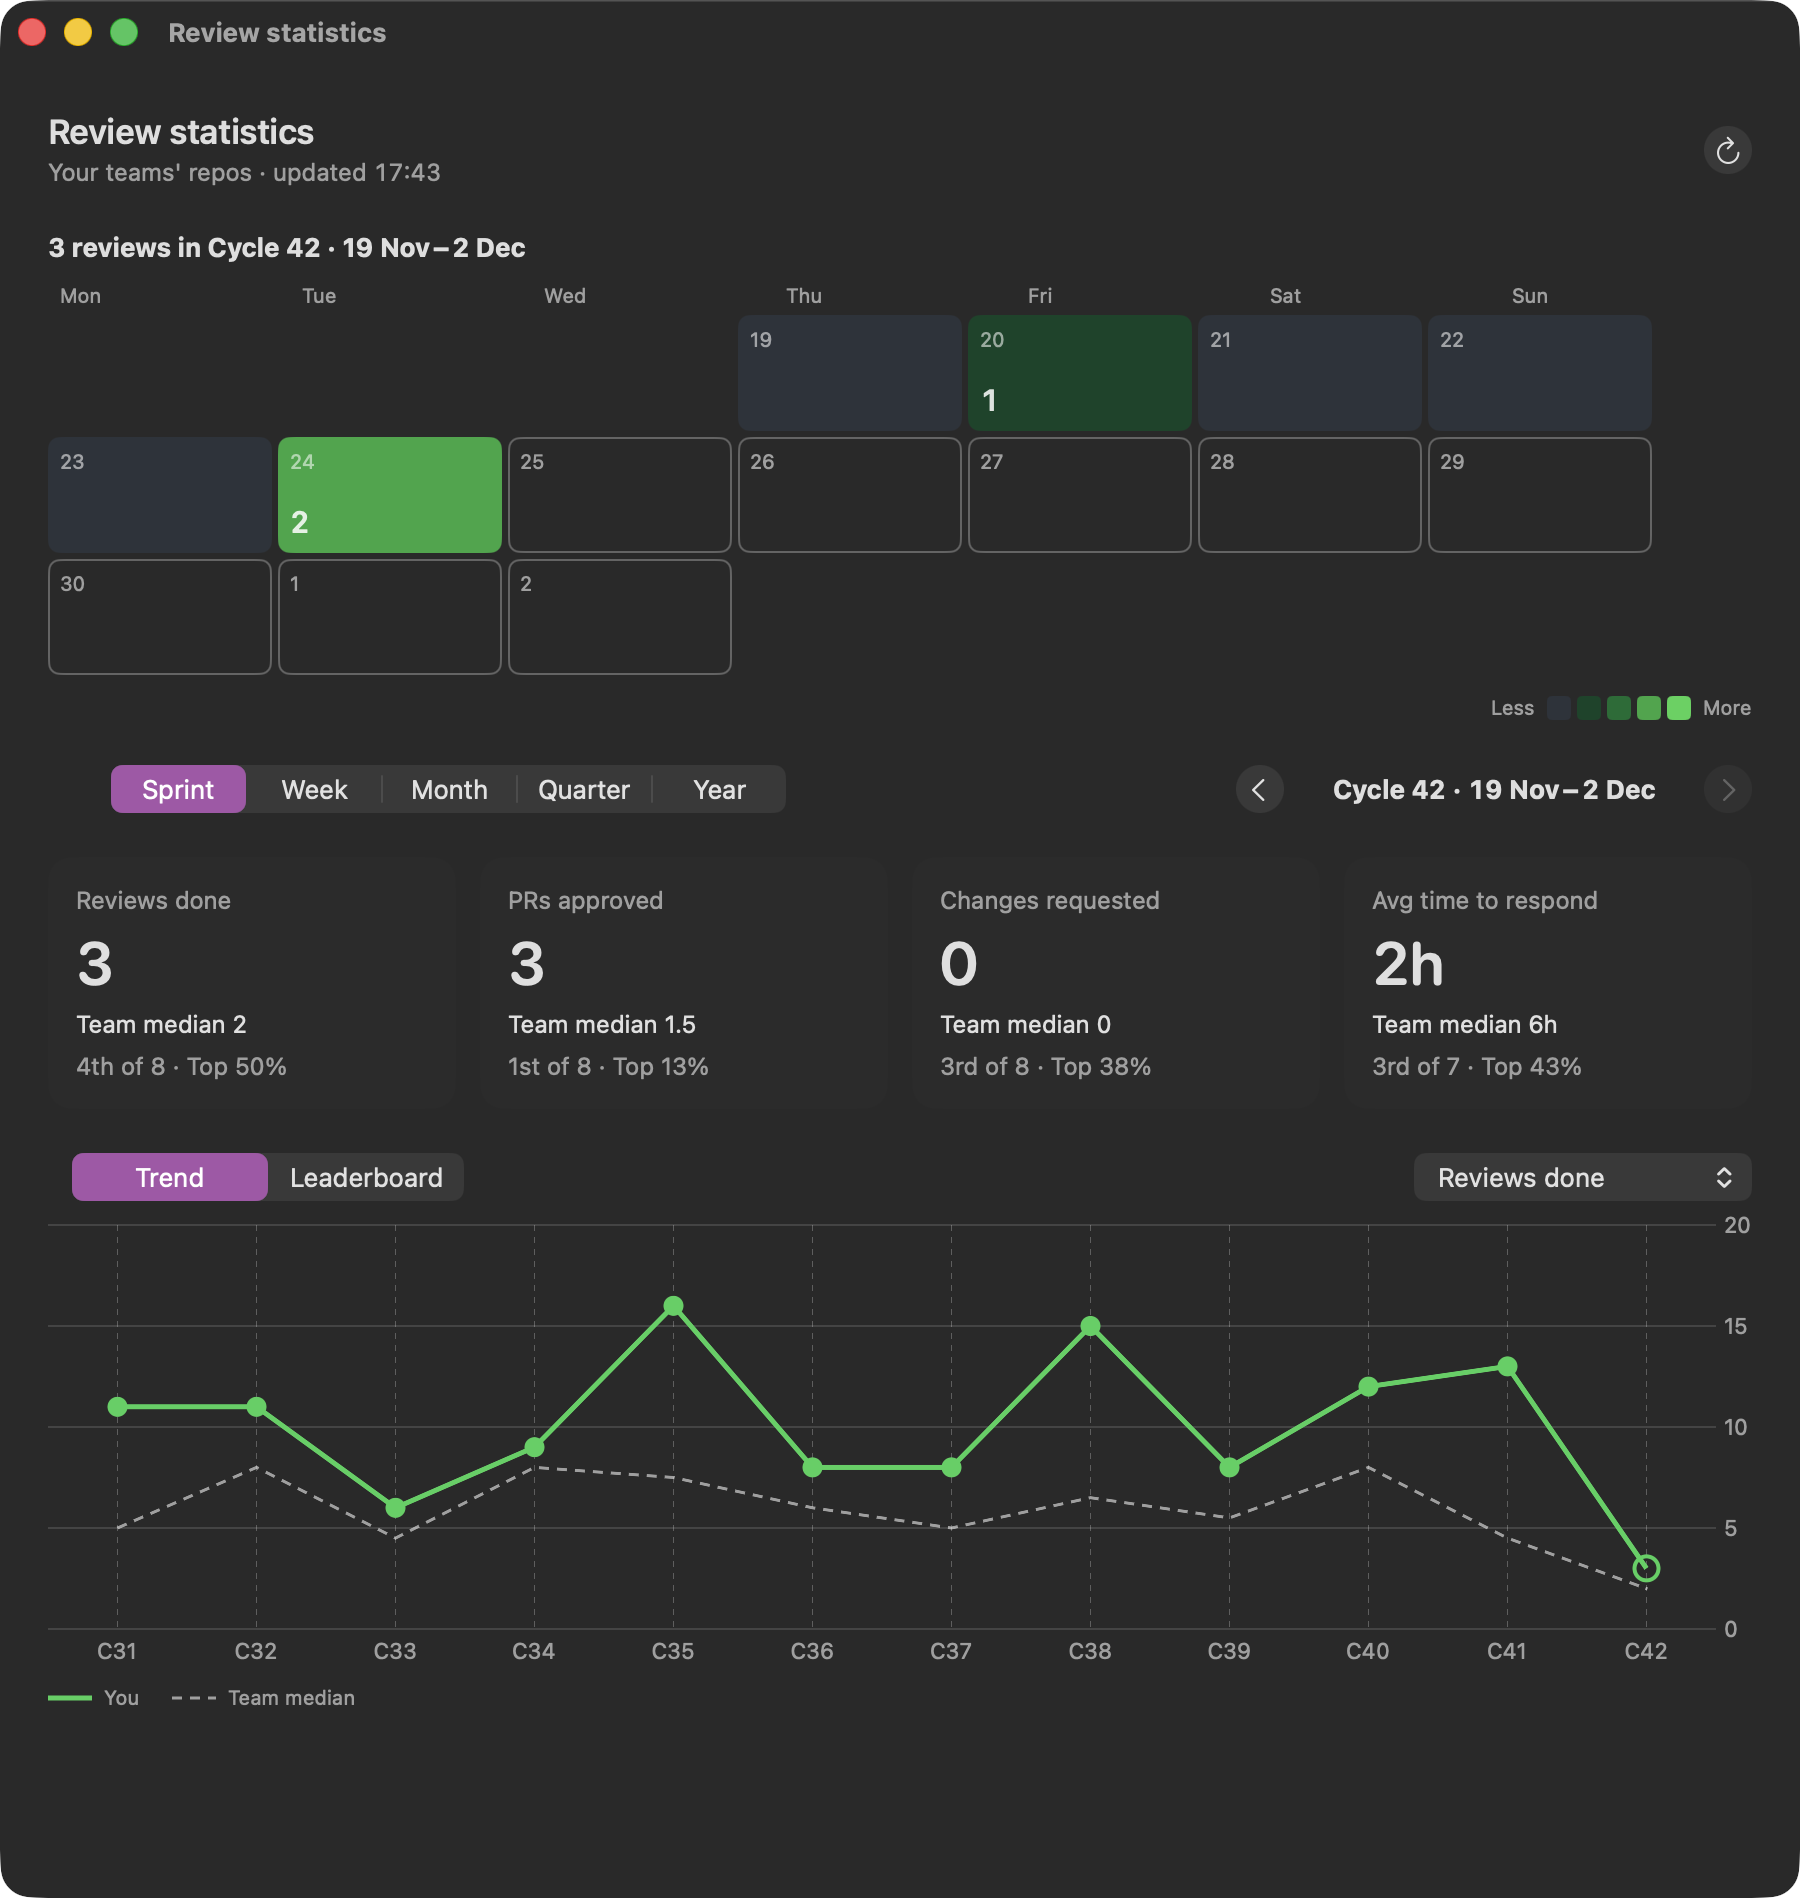 Review statistics
Review statistics
Your teams' repos · updated 17:43
3 reviews in Cycle 42 · 19 Nov – 2 Dec
Mon Tue Wed Thu Fri Sat Sun
19 20 21 22
1
23 24 25 26 27 28 29
2
30 1 2
Less More
Sprint Week Month Quarter Year
Cycle 42 · 19 Nov – 2 Dec
Reviews done
3
Team median 2
4th of 8 · Top 50%
PRs approved
3
Team median 1.5
1st of 8 · Top 13%
Changes requested
0
Team median 0
3rd of 8 · Top 38%
Avg time to respond
2h
Team median 6h
3rd of 7 · Top 43%
Trend Leaderboard
Reviews done
20
15
10
5
0
C31 C32 C33 C34 C35 C36 C37 C38 C39 C40 C41 C42
You Team median